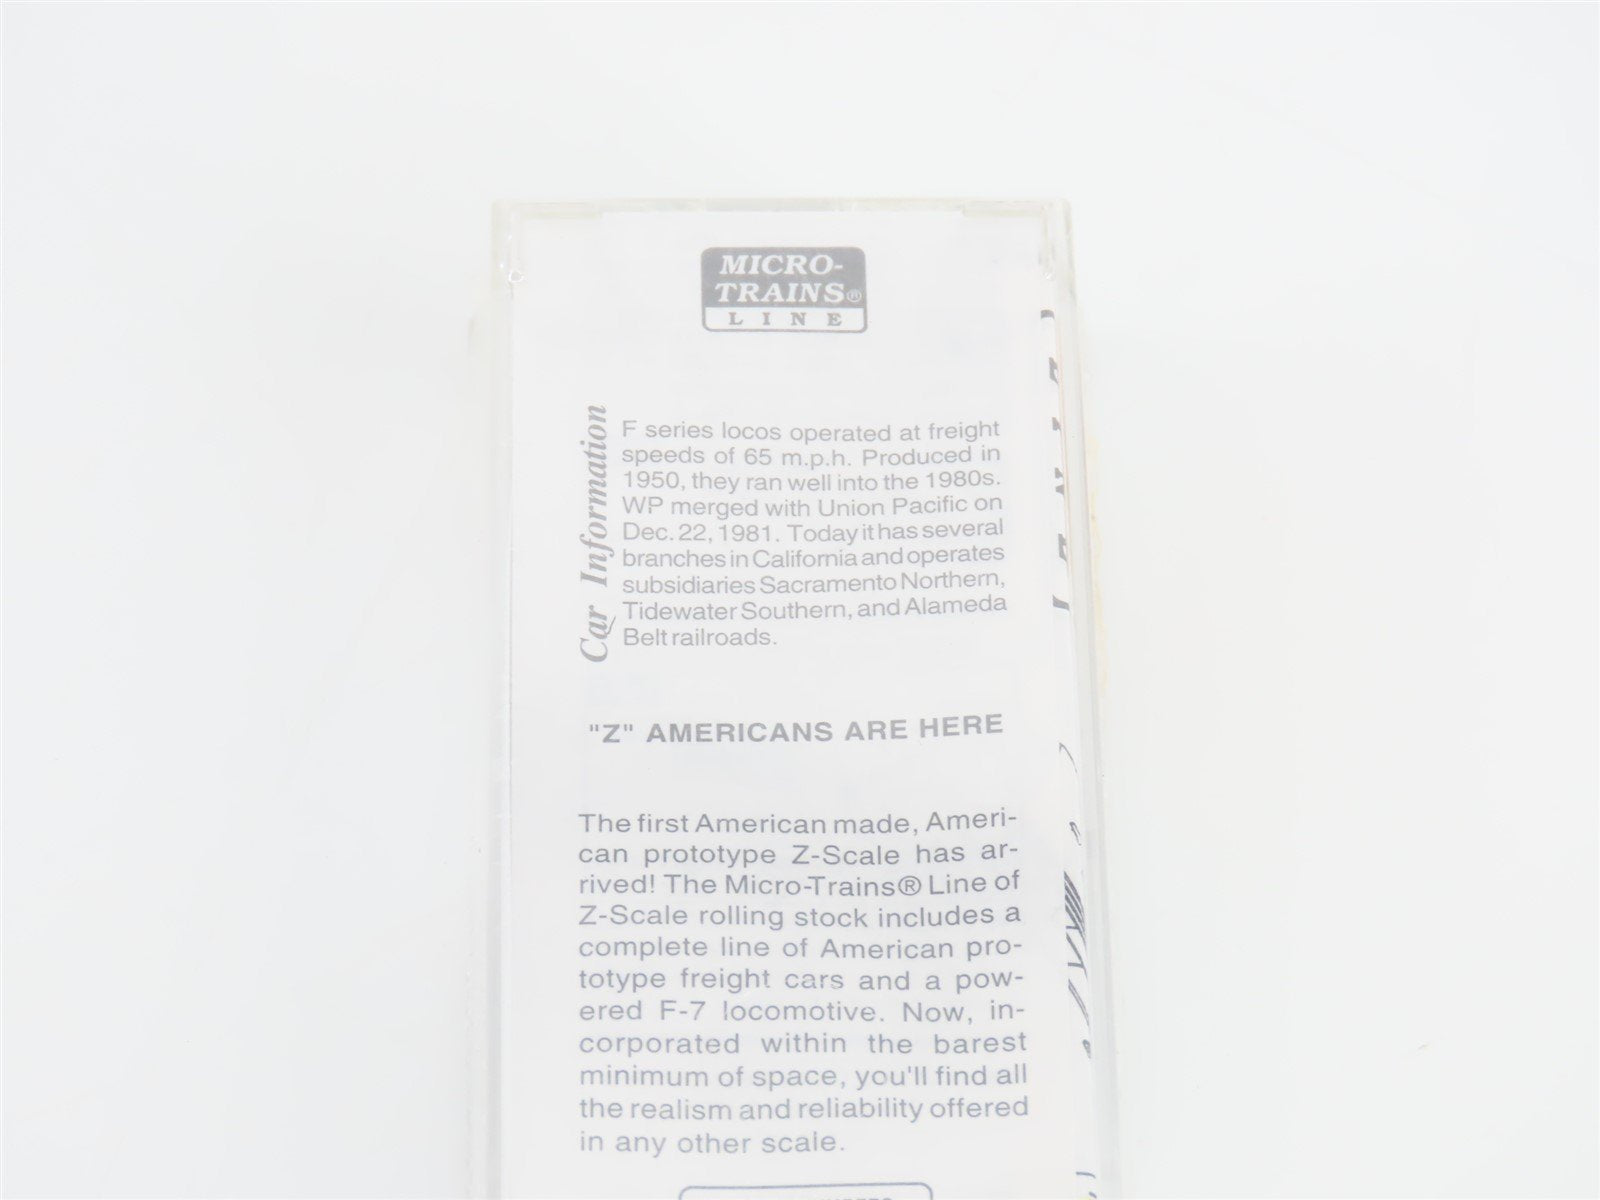 MICRO-
TRAINS®
LINE
Car Information
F series locos operated at freight
speeds of 65 m.p.h. Produced in
1950, they ran well into the 1980s.
WP merged with Union Pacific on
Dec. 22, 1981. Today it has several
branches in California and operates
subsidiaries Sacramento Northern,
Tidewater Southern, and Alameda
Belt railroads.
"Z" AMERICANS ARE HERE
The first American made, Ameri-
can prototype Z-Scale has ar-
rived! The Micro-Trains® Line of
Z-Scale rolling stock includes a
complete line of American pro-
totype freight cars and a pow-
ered F-7 locomotive. Now, in-
corporated within the barest
minimum of space, you'll find all
the realism and reliability offered
in any other scale.